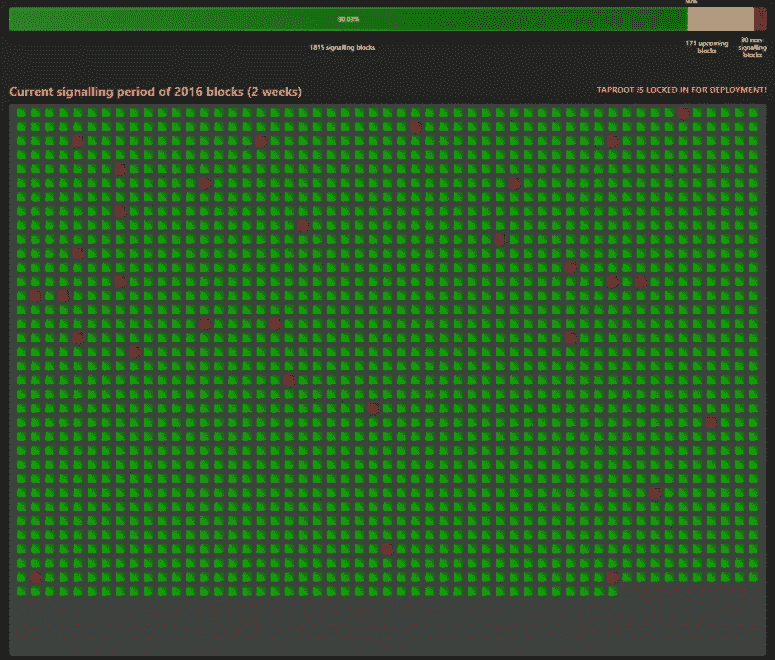 90%
90.03%
1815 signalling blocks
171 upcoming
blocks
30 non-
signalling
blocks
Current signalling period of 2016 blocks (2 weeks)
TAPROOT IS LOCKED IN FOR DEPLOYMENT!